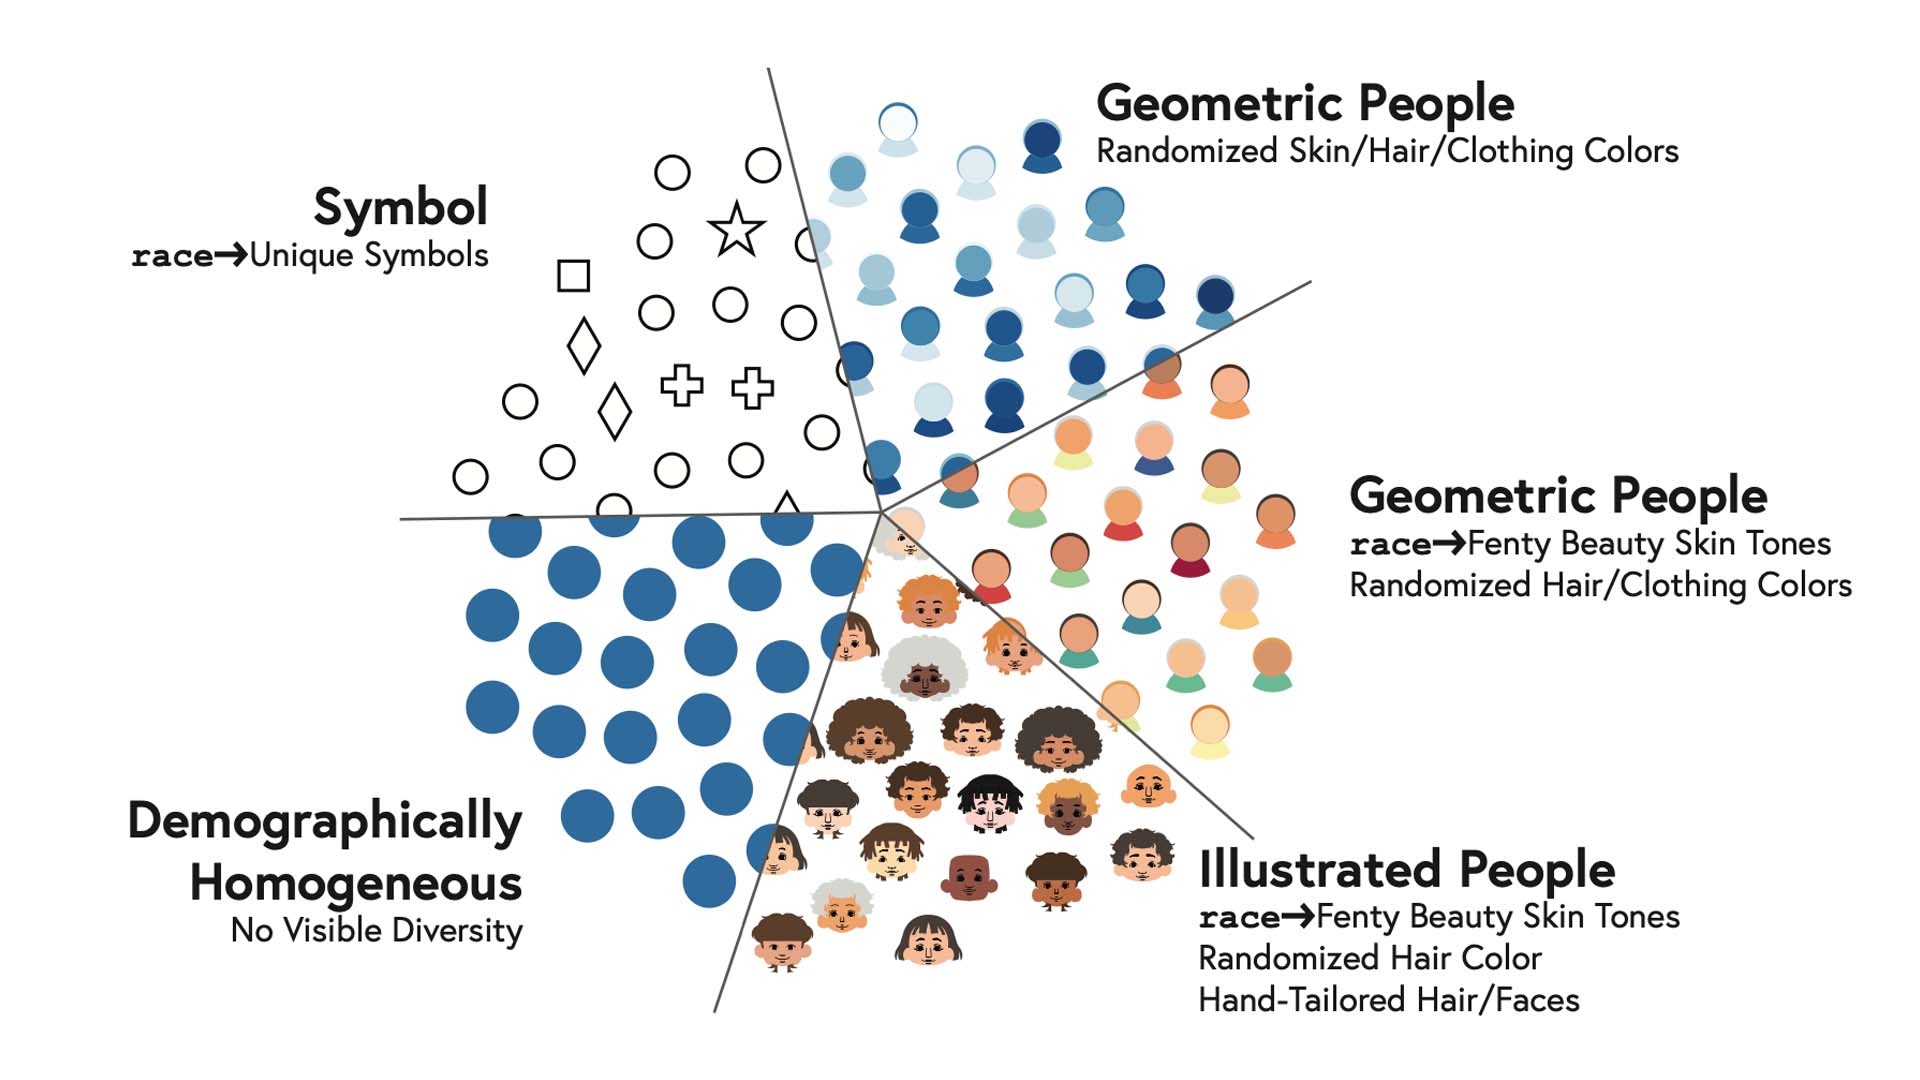 Geometric People
Randomized Skin/Hair/Clothing Colors
Symbol
race→Unique Symbols
Geometric People
race→Fenty Beauty Skin Tones
Randomized Hair/Clothing Colors
Demographically
Homogeneous
No Visible Diversity
Illustrated People
race→Fenty Beauty Skin Tones
Randomized Hair Color
Hand-Tailored Hair/Faces